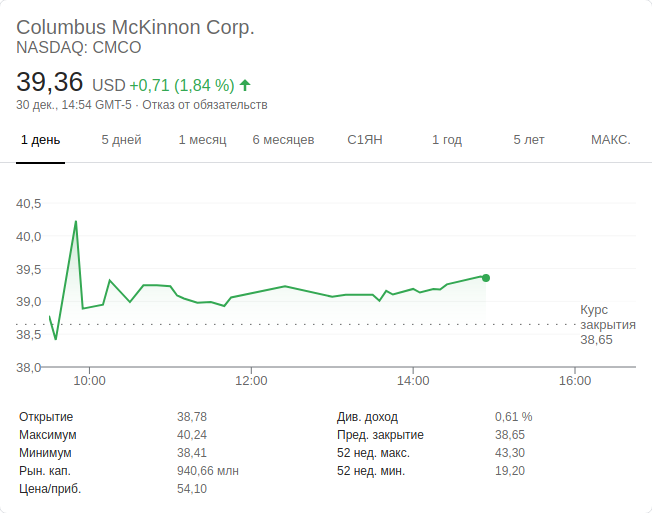 Columbus McKinnon Corp.
NASDAQ: CMCO
39,36 USD +0,71 (1,84 %)
30 дек., 14:54 GMT-5 · Отказ от обязательств
1 день 5 дней 1 месяц 6 месяцев С1ЯН 1 год 5 лет МАКС.
40,5
40,0
39,5
39,0
38,5
38,0
Курс
закрытия
38,65
10:00 12:00 14:00 16:00
Открытие 38,78 Див. доход 0,61 %
Максимум 40,24 Пред. закрытие 38,65
Минимум 38,41 52 нед. макс. 43,30
Рын. кап. 940,66 млн 52 нед. мин. 19,20
Цена/приб. 54,10